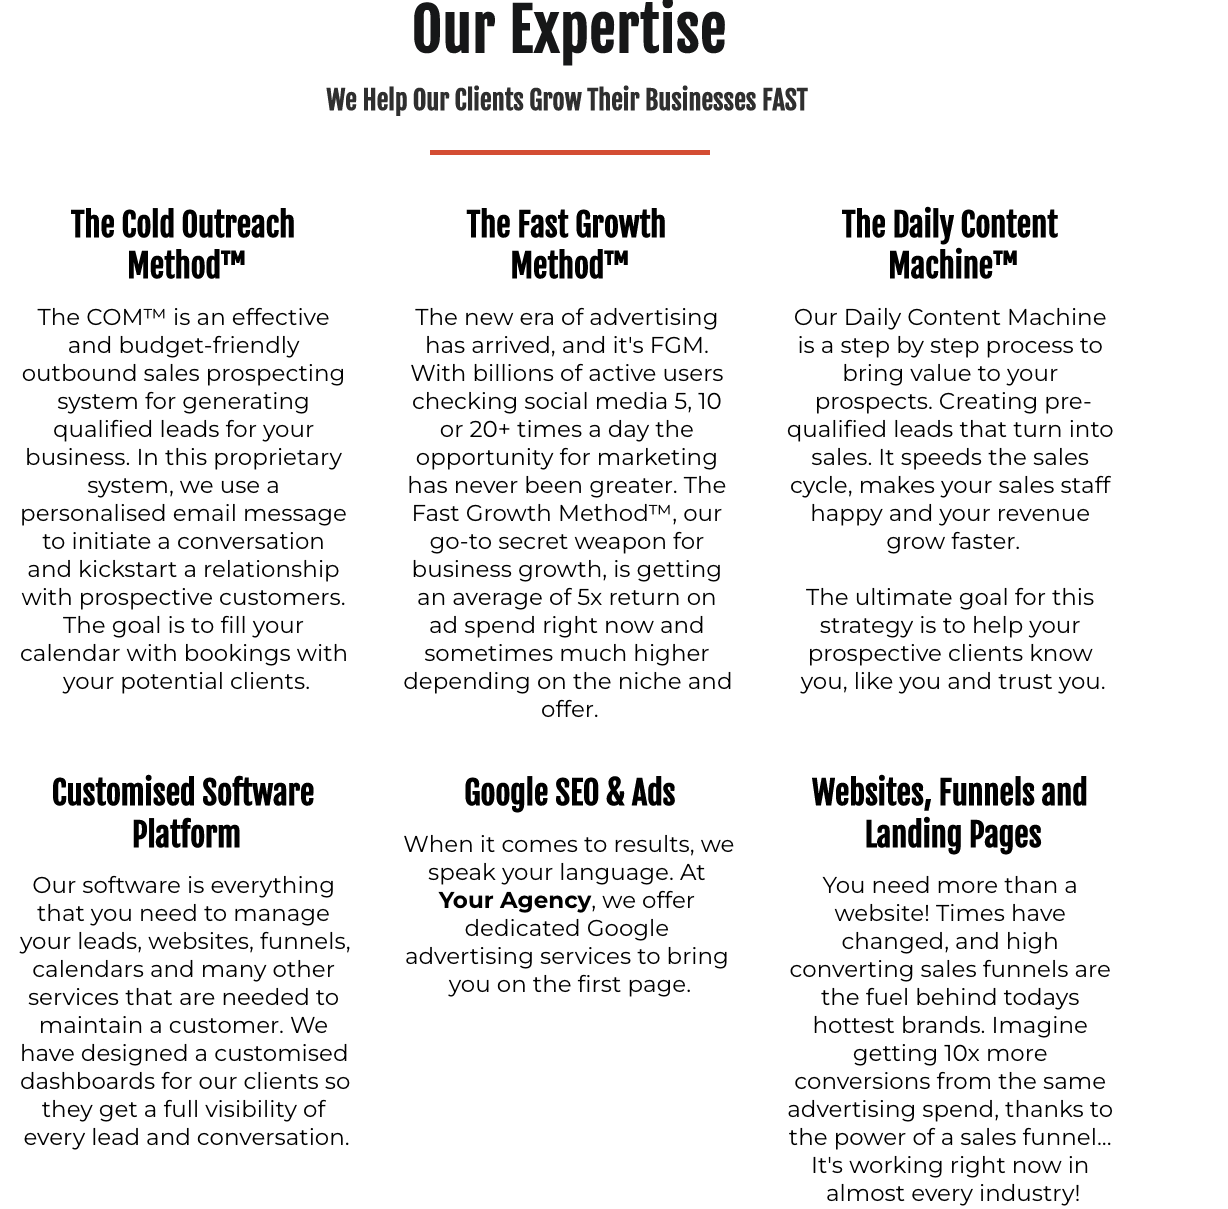 Our Expertise
We Help Our Clients Grow Their Businesses FAST
The Cold Outreach
Method™
The COM™ is an effective
and budget-friendly
outbound sales prospecting
system for generating
qualified leads for your
business. In this proprietary
system, we use a
personalised email message
to initiate a conversation
and kickstart a relationship
with prospective customers.
The goal is to fill your
calendar with bookings with
your potential clients.
The Fast Growth
Method™
The new era of advertising
has arrived, and it's FGM.
With billions of active users
checking social media 5, 10
or 20+ times a day the
opportunity for marketing
has never been greater. The
Fast Growth Method™, our
go-to secret weapon for
business growth, is getting
an average of 5x return on
ad spend right now and
sometimes much higher
depending on the niche and
offer.
The Daily Content
Machine™
Our Daily Content Machine
is a step by step process to
bring value to your
prospects. Creating pre-
qualified leads that turn into
sales. It speeds the sales
cycle, makes your sales staff
happy and your revenue
grow faster.
The ultimate goal for this
strategy is to help your
prospective clients know
you, like you and trust you.
Customised Software
Platform
Our software is everything
that you need to manage
your leads, websites, funnels,
calendars and many other
services that are needed to
maintain a customer. We
have designed a customised
dashboards for our clients so
they get a full visibility of
every lead and conversation.
Google SEO & Ads
When it comes to results, we
speak your language. At
Your Agency, we offer
dedicated Google
advertising services to bring
you on the first page.
Websites, Funnels and
Landing Pages
You need more than a
website! Times have
changed, and high
converting sales funnels are
the fuel behind todays
hottest brands. Imagine
getting 10x more
conversions from the same
advertising spend, thanks to
the power of a sales funnel...
It's working right now in
almost every industry!